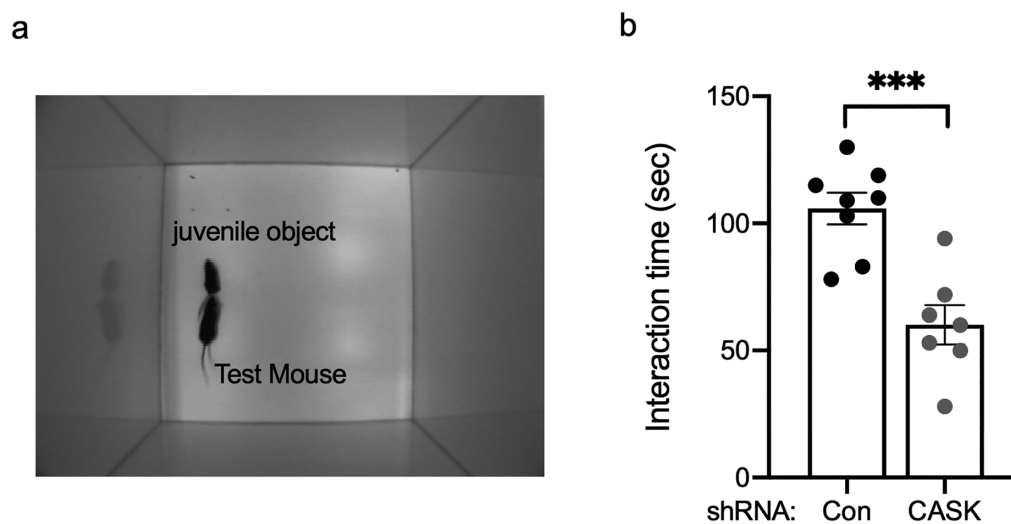 a
juvenile object
Test Mouse
b
***
150
100
50
0
Interaction time (sec)
shRNA: Con CASK